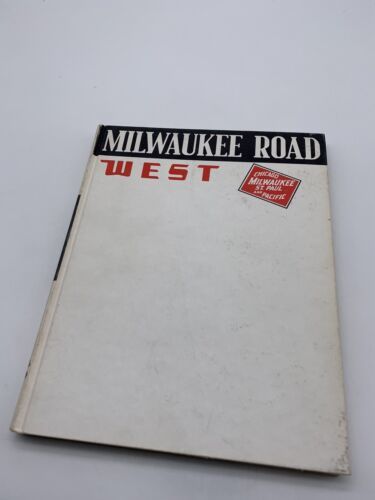 MILWAUKEE ROAD
WEST
CHICAGO
MILWAUKEE
ST. PAUL
AND
PACIFIC